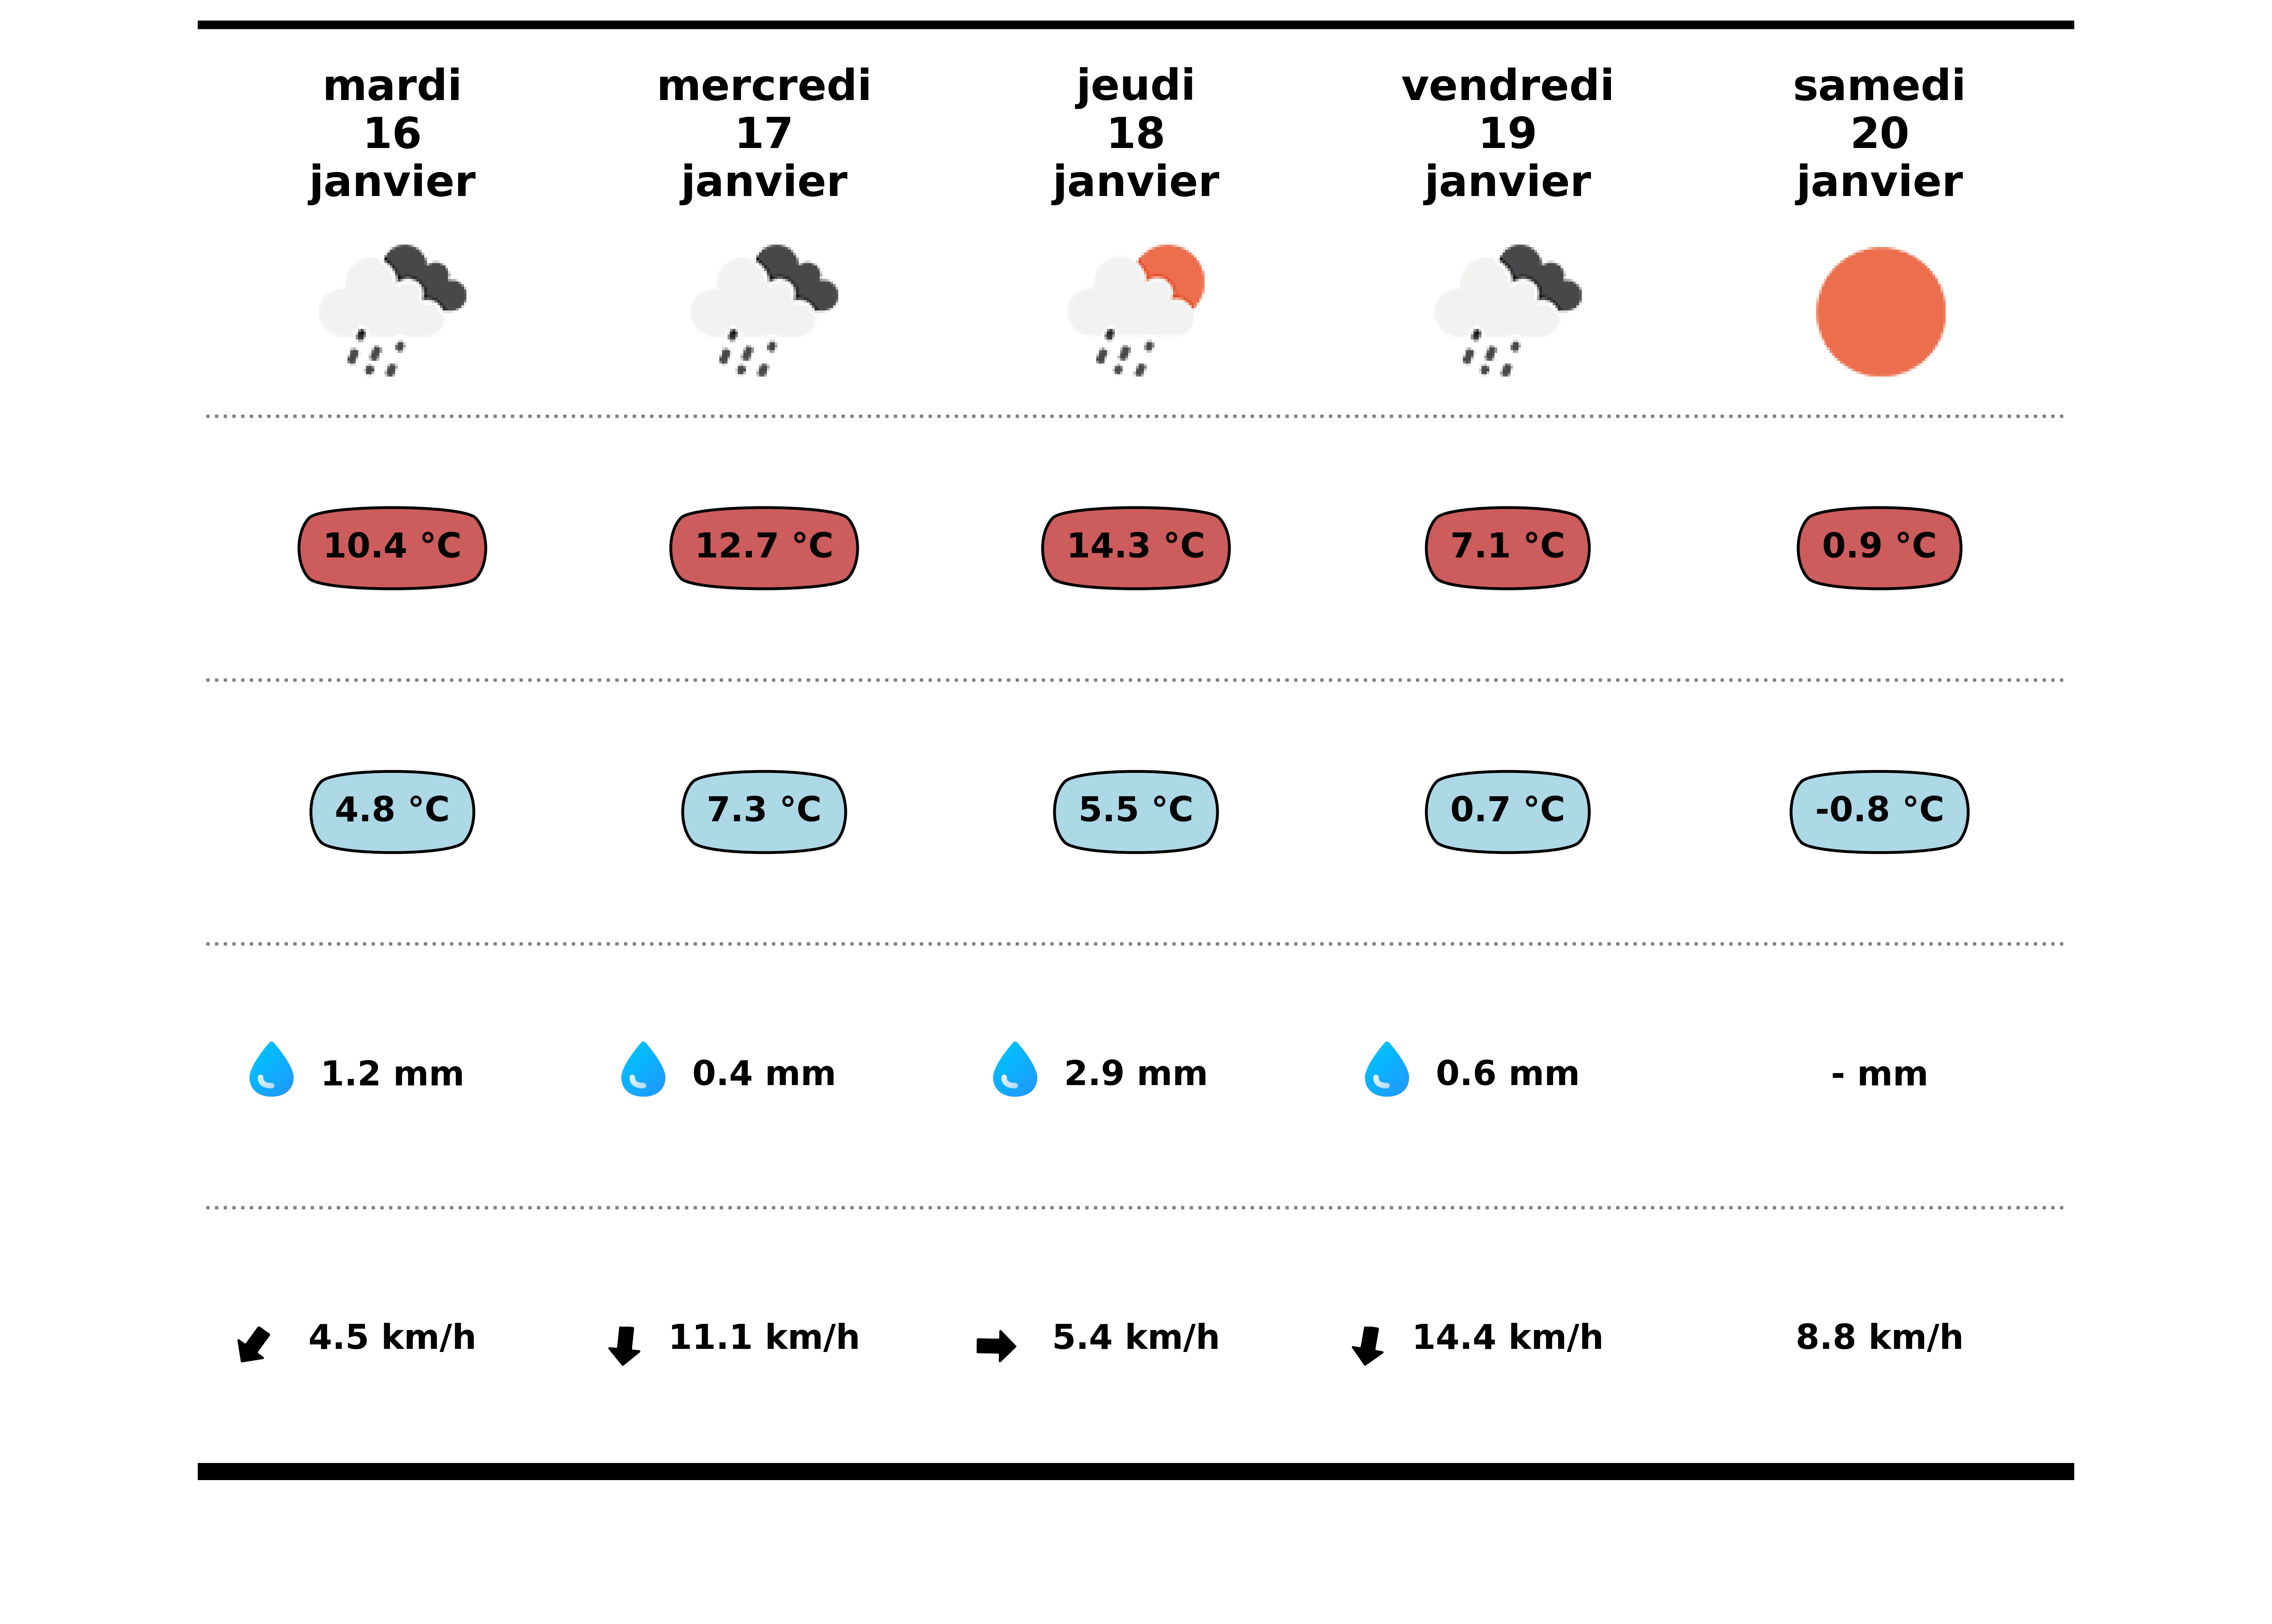 mardi
16
janvier
mercredi
17
janvier
jeudi
18
janvier
vendredi
19
janvier
samedi
20
janvier
10.4 °C
12.7 °C
14.3 °C
7.1 °C
0.9 °C
4.8 °C
7.3 °C
5.5 °C
0.7 °C
-0.8 °C
1.2 mm
0.4 mm
2.9 mm
0.6 mm
- mm
4.5 km/h
11.1 km/h
5.4 km/h
14.4 km/h
8.8 km/h